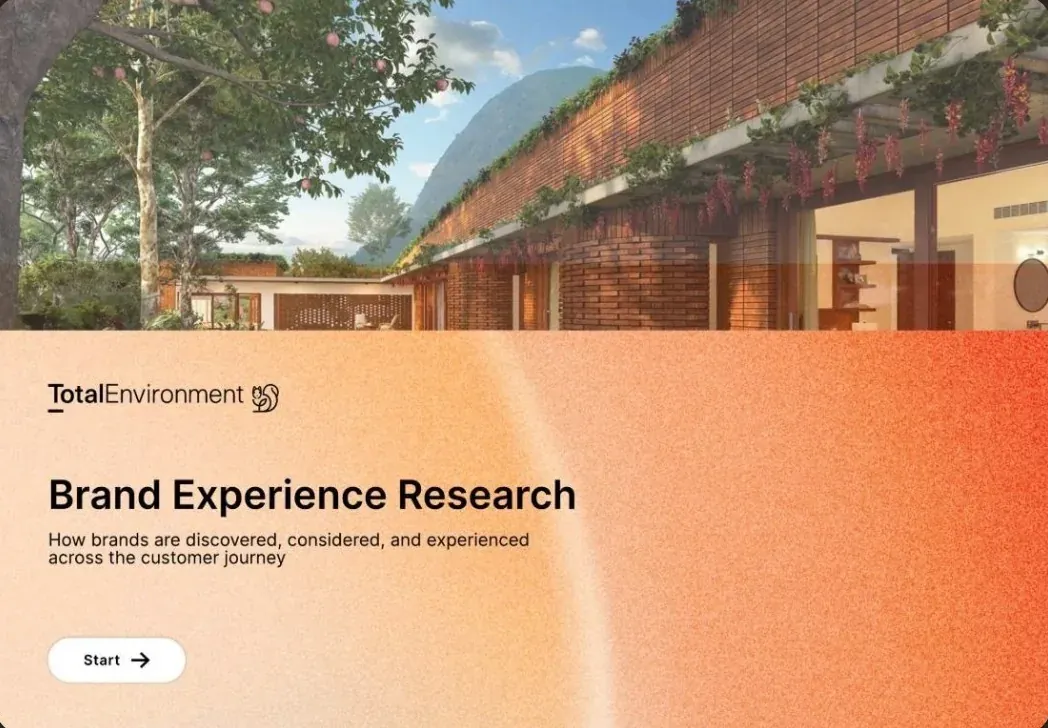 TotalEnvironment
Brand Experience Research
How brands are discovered, considered, and experienced
across the customer journey
Start